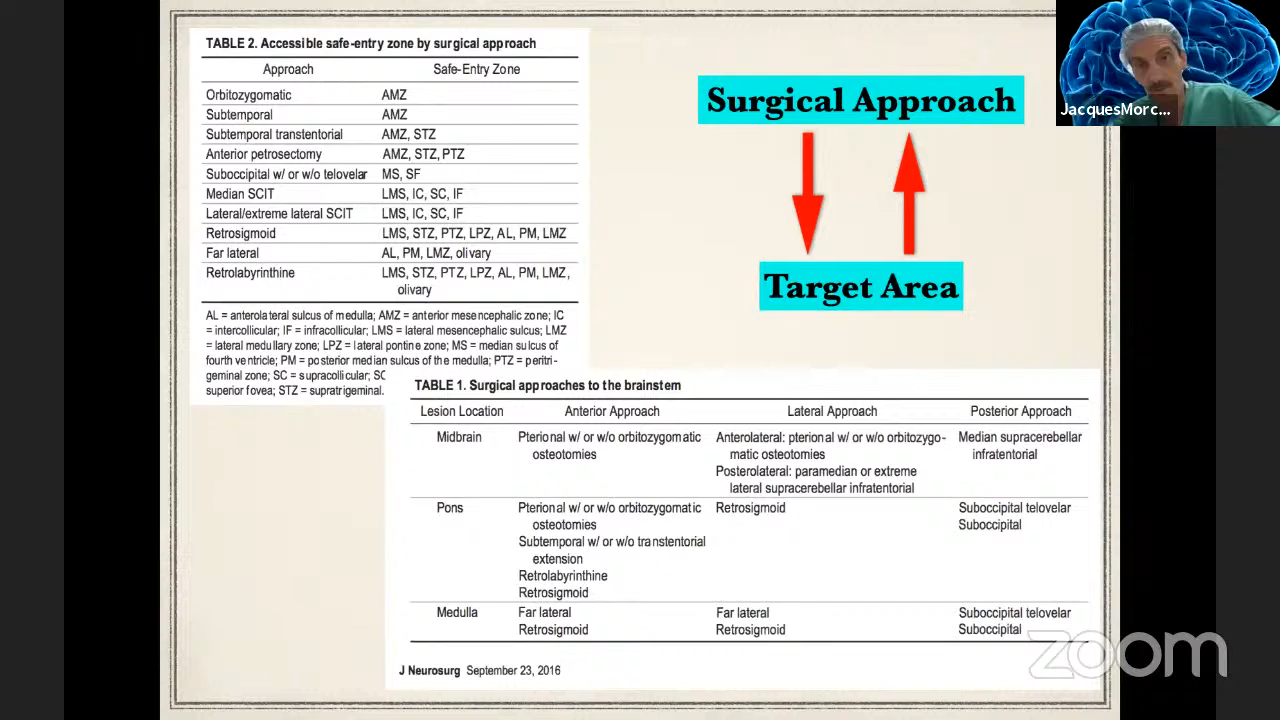 TABLE 2. Accessible safe-entry zone by surgical approach
Approach Safe-Entry Zone
Orbitozygomatic AMZ
Subtemporal AMZ
Subtemporal transtentorial AMZ, STZ
Anterior petrosectomy AMZ, STZ, PTZ
Suboccipital w/ or w/o telovelar MS, SF
Median SCIT LMS, IC, SC, IF
Lateral/extreme lateral SCIT LMS, IC, SC, IF
Retrosigmoid LMS, STZ, PTZ, LPZ, AL, PM, LMZ
Far lateral AL, PM, LMZ, olivary
Retrolabyrinthine LMS, STZ, PTZ, LPZ, AL, PM, LMZ,
olivary
AL = anterolateral sulcus of medulla; AMZ = anterior mesencephalic zone; IC
= intercollicular; IF = infracollicular; LMS = lateral mesencephalic sulcus; LMZ
= lateral medullary zone; LPZ = lateral pontine zone; MS = median sulcus of
fourth ventricle; PM = posterior median sulcus of the medulla; PTZ = peritri-
geminal zone; SC = supracollicular; SC
superior fovea; STZ = supratrigeminal.
Surgical Approach
Target Area
JacquesMorc...
TABLE 1. Surgical approaches to the brainstem
Lesion Location Anterior Approach Lateral Approach Posterior Approach
Midbrain Pterional w/ or w/o orbitozygomatic Anterolateral: pterional w/ or w/o orbitozygo- Median supracerebellar
osteotomies matic osteotomies infratentorial
Posterolateral: paramedian or extreme
lateral supracerebellar infratentorial
Pons Pterional w/ or w/o orbitozygomatic Retrosigmoid Suboccipital telovelar
osteotomies Suboccipital
Subtemporal w/ or w/o transtentorial
extension
Retrolabyrinthine
Retrosigmoid
Medulla Far lateral Far lateral Suboccipital telovelar
Retrosigmoid Retrosigmoid Suboccipital
J Neurosurg September 23, 2016
zoom